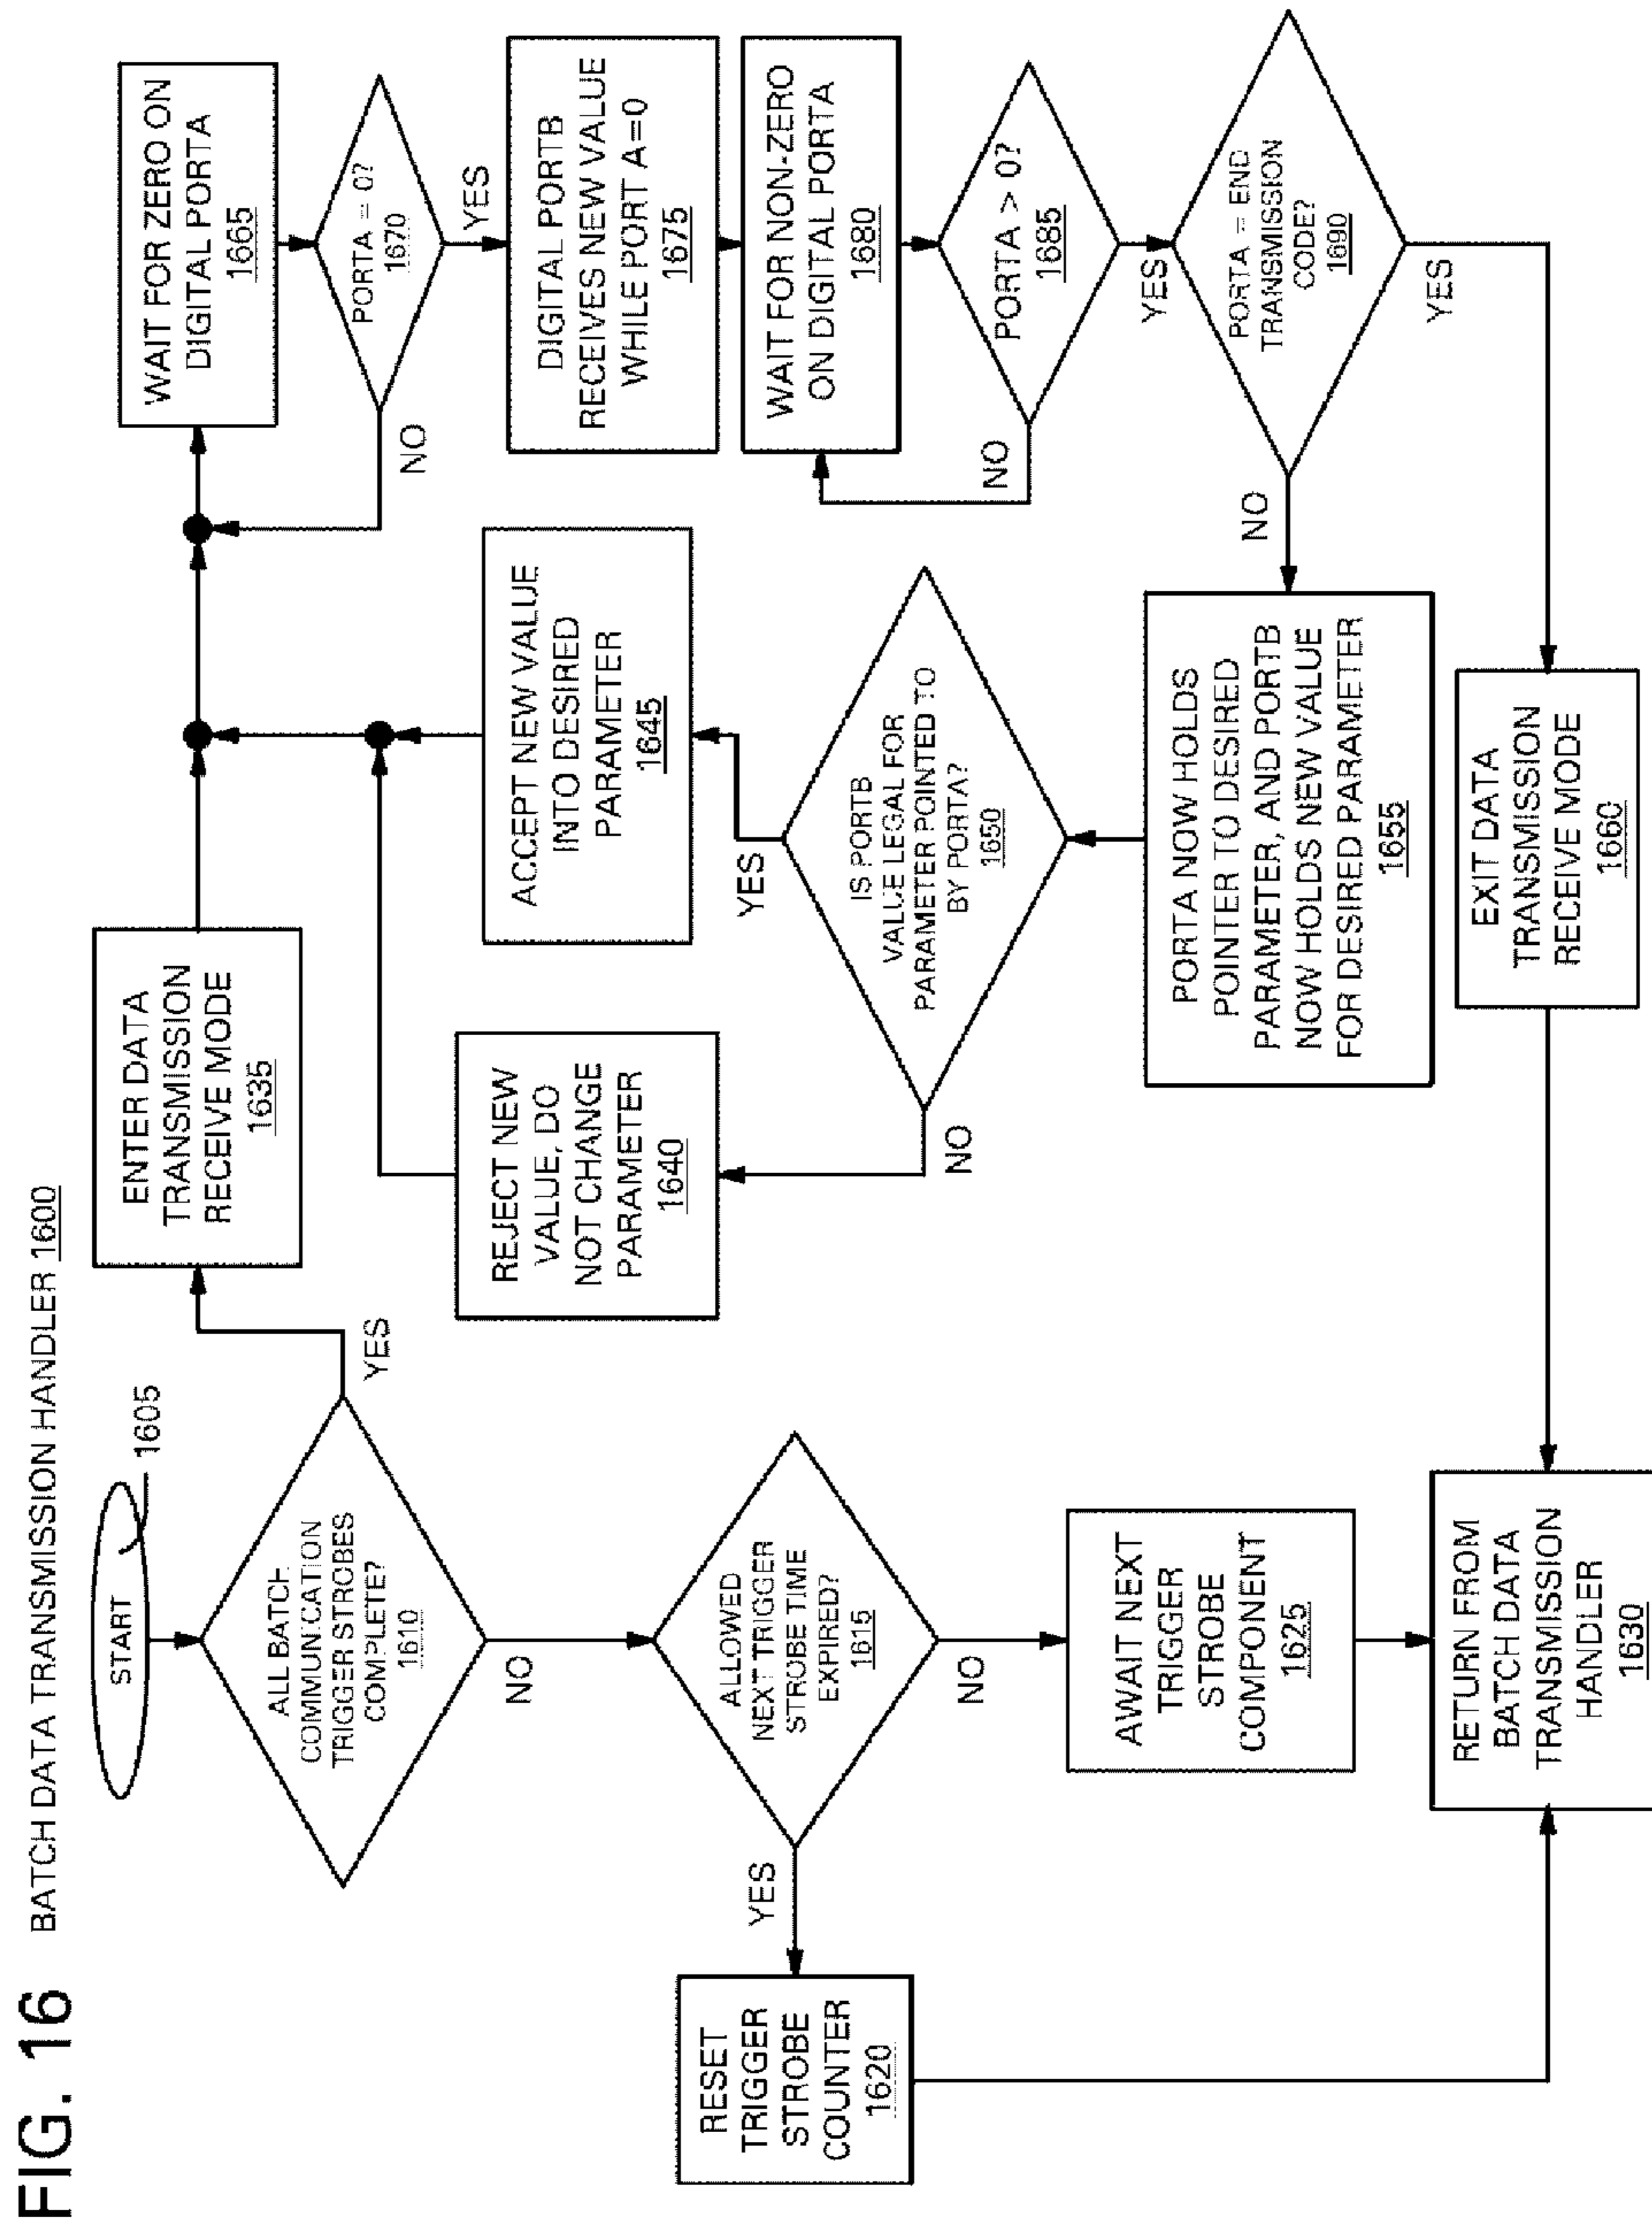 FIG. 16 BATCH DATA TRANSMISSION HANDLER 1600
START
1605
ALL BATCH
COMMUNICATION
TRIGGER STROBES
COMPLETE?
1610
YES
NO
ALLOWED
NEXT TRIGGER
STROBE TIME
EXPIRED?
1615
YES
NO
RESET
TRIGGER
STROBE
COUNTER
1620
AWAIT NEXT
TRIGGER
STROBE
COMPONENT
1625
RETURN FROM
BATCH DATA
TRANSMISSION
HANDLER
1630
ENTER DATA
TRANSMISSION
RECEIVE MODE
1635
REJECT NEW
VALUE, DO
NOT CHANGE
PARAMETER
1640
ACCEPT NEW VALUE
INTO DESIRED
PARAMETER
1645
YES
NO
IS PORTB
VALUE LEGAL FOR
PARAMETER POINTED TO
BY PORTA?
1650
PORTA NOW HOLDS
POINTER TO DESIRED
PARAMETER, AND PORTB
NOW HOLDS NEW VALUE
FOR DESIRED PARAMETER
1655
EXIT DATA
TRANSMISSION
RECEIVE MODE
1660
WAIT FOR ZERO ON
DIGITAL PORTA
1665
PORTA = 0?
1670
NO
YES
DIGITAL PORTB
RECEIVES NEW VALUE
WHILE PORT A=0
1675
WAIT FOR NON-ZERO
ON DIGITAL PORTA
1680
PORTA > 0?
1685
NO
YES
PORTA = END
TRANSMISSION
CODE?
1690
NO
YES